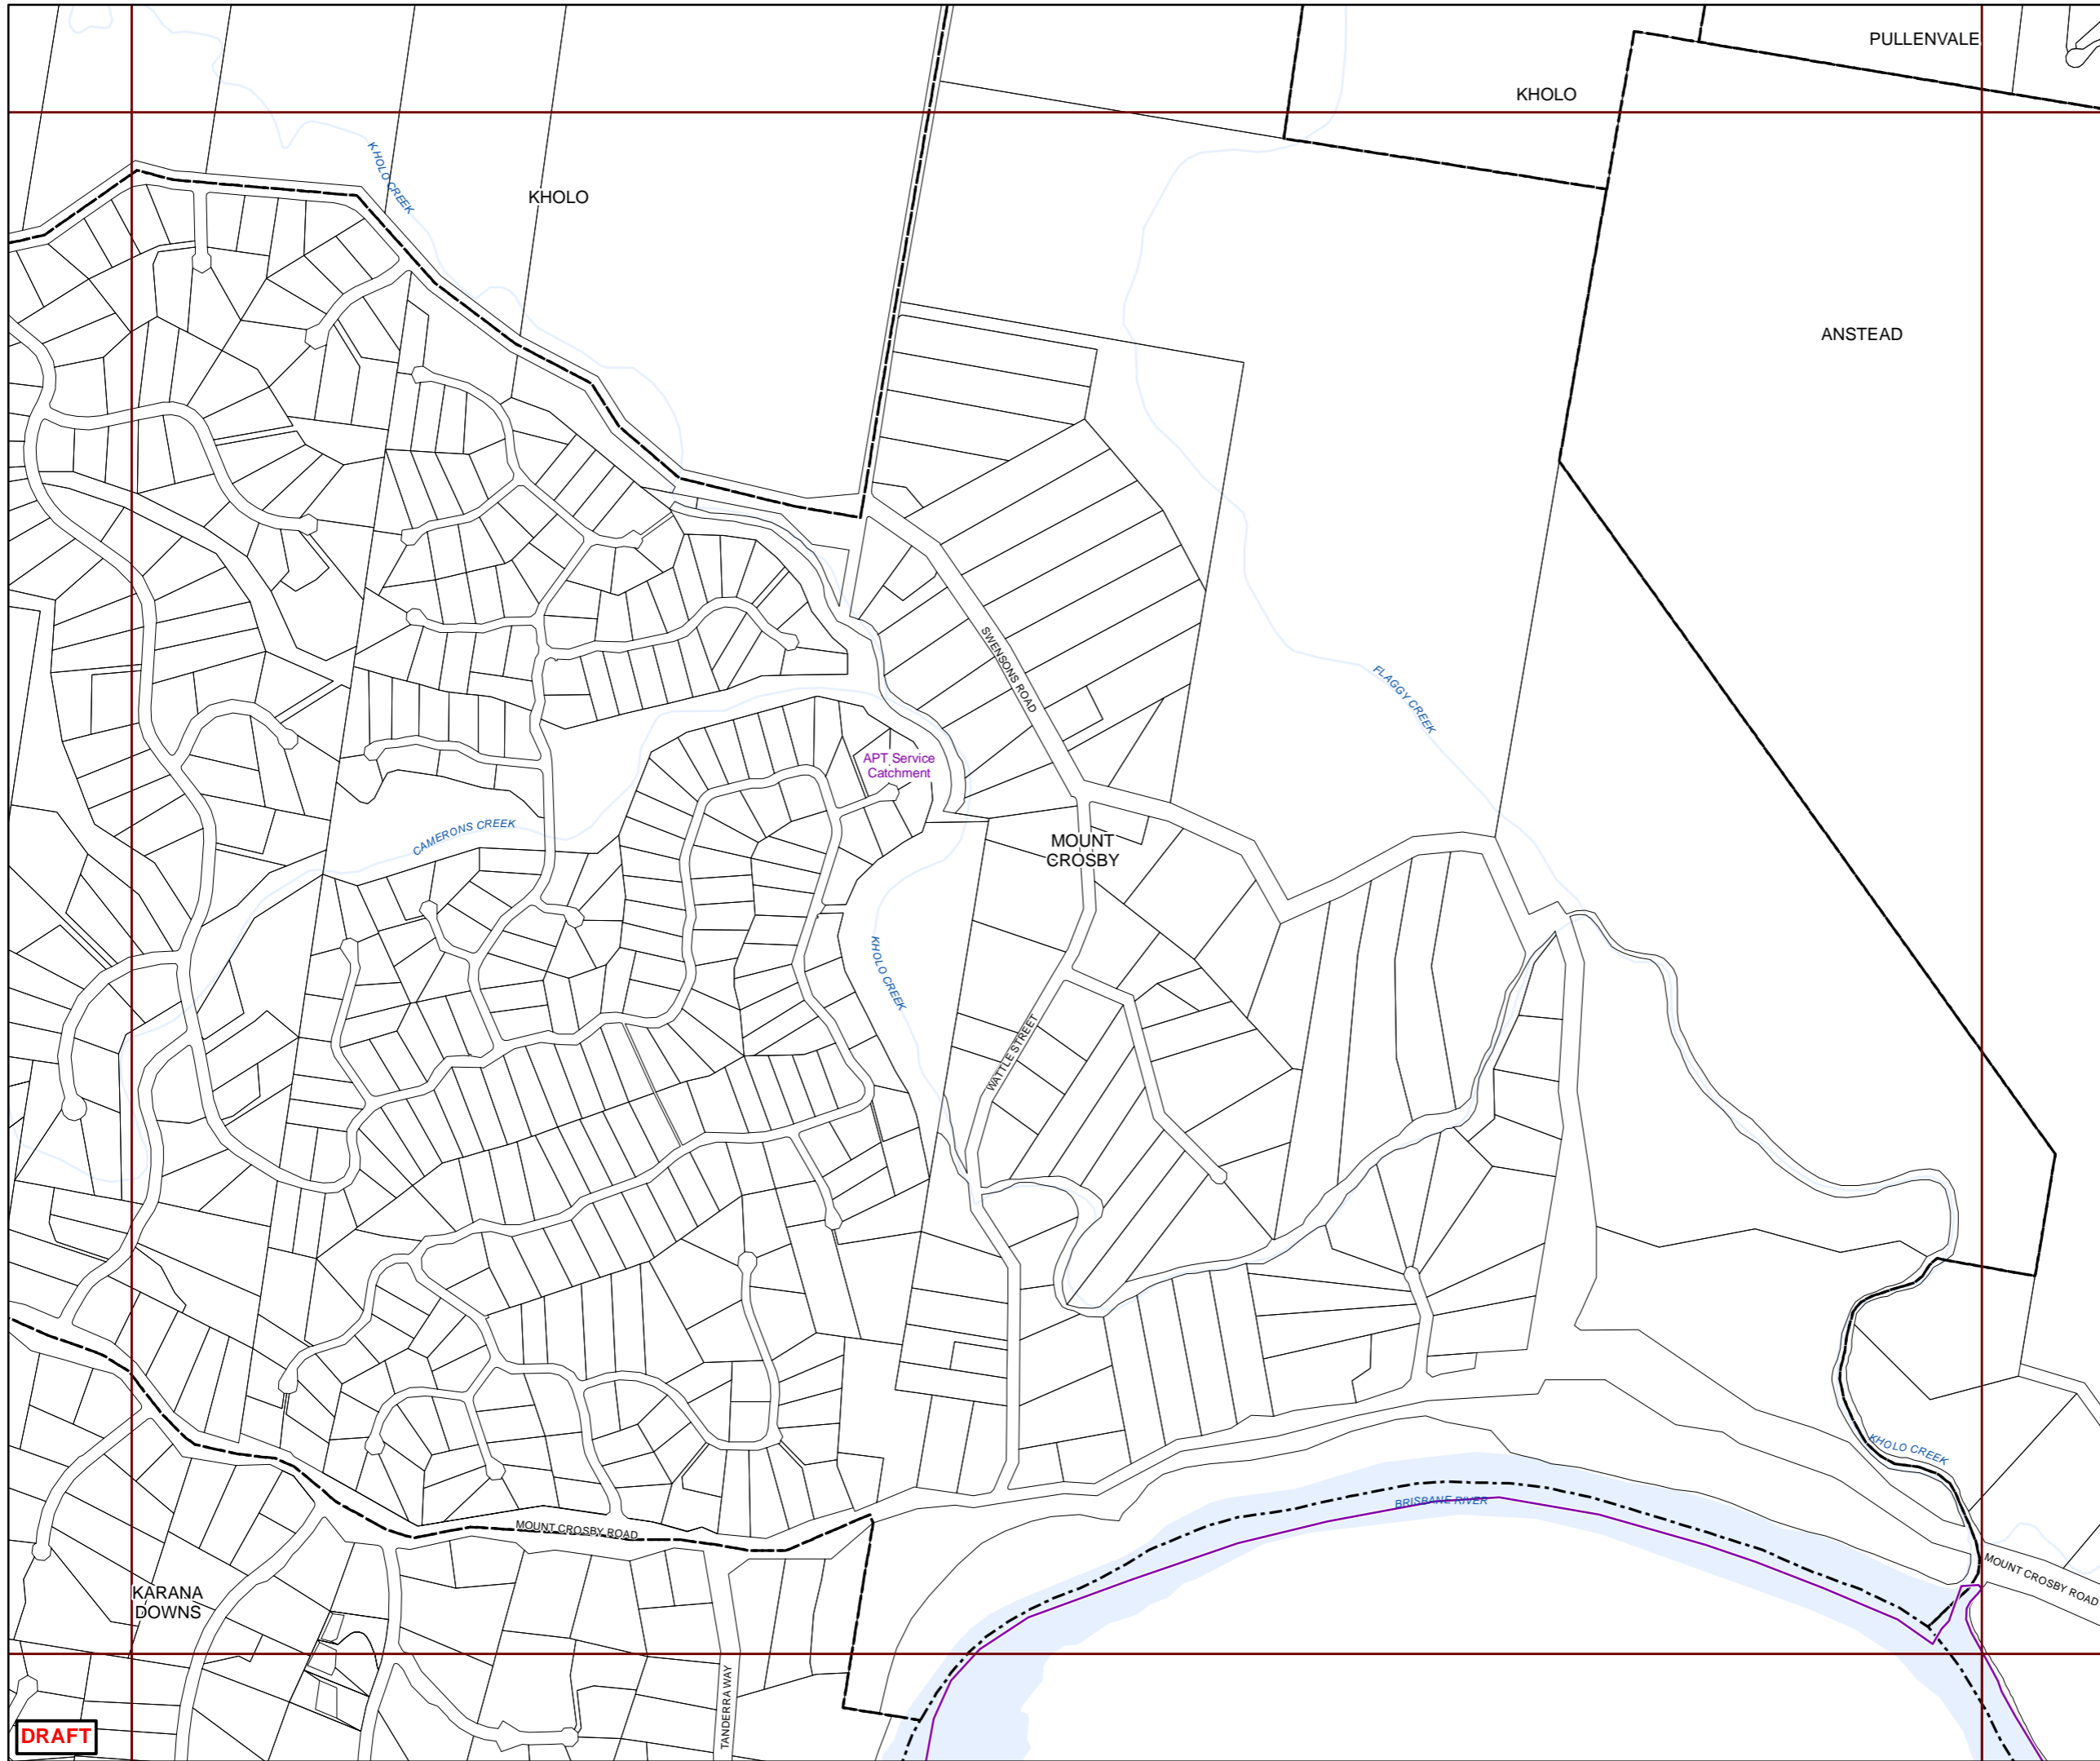 PULLENVALE
KHOLO
KHOLO CREEK
KHOLO
ANSTEAD
SWENSONS ROAD
FLAGGY CREEK
APT Service
Catchment
CAMERONS CREEK
MOUNT
CROSBY
KHOLO CREEK
WATTLE STREET
KHOLO CREEK
BRISBANE RIVER
MOUNT CROSBY ROAD
MOUNT CROSBY ROAD
KARANA
DOWNS
TANDERRA WAY
DRAFT